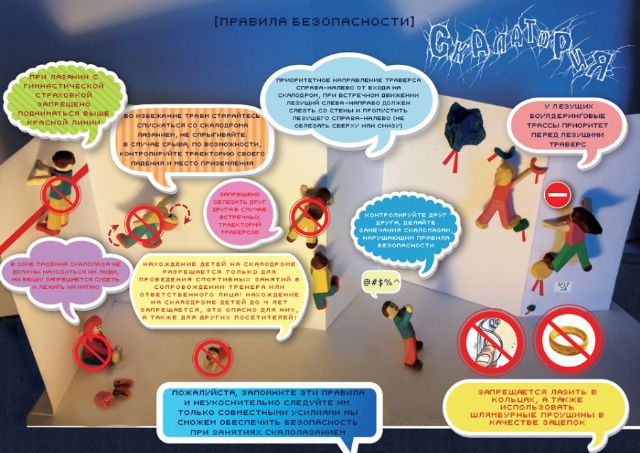 [ПРАВИЛА БЕЗОПАСНОСТИ]
СКАЛАТОРИЯ
ПРИ ЛАЗАНИИ С
ГИМНАСТИЧЕСКОЙ
СТРАХОВКОЙ
ЗАПРЕЩЕНО
ПОДНИМАТЬСЯ ВЫШЕ
КРАСНОЙ ЛИНИИ
ВО ИЗБЕЖАНИЕ ТРАВМ СТАРАЙТЕСЬ
СПУСКАТЬСЯ СО СКАЛОДРОМА
ЛАЗАНИЕМ, НЕ СПРЫГИВАЙТЕ.
В СЛУЧАЕ СРЫВА, ПО ВОЗМОЖНОСТИ,
КОНТРОЛИРУЙТЕ ТРАЕКТОРИЮ СВОЕГО
ПАДЕНИЯ И МЕСТО ПРИЗЕМЛЕНИЯ
ПРИОРИТЕТНОЕ НАПРАВЛЕНИЕ ТРАВЕРСА
СПРАВА-НАЛЕВО ОТ ВХОДА НА
СКАЛОДРОМ, ПРИ ВСТРЕЧНОМ ДВИЖЕНИИ
ЛЕЗУЩИЙ СЛЕВА-НАПРАВО ДОЛЖЕН
СЛЕЗТЬ СО СТЕНЫ И ПРОПУСТИТЬ
ЛЕЗУЩЕГО СПРАВА-НАЛЕВО (НЕ
ОБЛЕЗАТЬ СВЕРХУ ИЛИ СНИЗУ)
У ЛЕЗУЩИХ
БОУЛДЕРИНГОВЫЕ
ТРАССЫ ПРИОРИТЕТ
ПЕРЕД ЛЕЗУЩИМИ
ТРАВЕРС
ЗАПРЕЩЕНО
ОБЛЕЗАТЬ ДРУГ
ДРУГА В СЛУЧАЕ
ВСТРЕЧНЫХ
ТРАЕКТОРИЙ
ТРАВЕРСОВ
КОНТРОЛИРУЙТЕ ДРУГ
ДРУГА, ДЕЛАЙТЕ
ЗАМЕЧАНИЯ СКАЛОЛАЗАМ,
НАРУШАЮЩИМ ПРАВИЛА
БЕЗОПАСНОСТИ
В ЗОНЕ ПАДЕНИЯ СКАЛОЛАЗА НЕ
ДОЛЖНЫ НАХОДИТЬСЯ НИ ЛЮДИ,
НИ ВЕЩИ! ЗАПРЕЩАЕТСЯ СИДЕТЬ
И ЛЕЖАТЬ НА МАТАХ!
НАХОЖДЕНИЕ ДЕТЕЙ НА СКАЛОДРОМЕ
РАЗРЕШАЕТСЯ ТОЛЬКО ДЛЯ
ПРОВЕДЕНИЯ СПОРТИВНЫХ ЗАНЯТИЙ В
СОПРОВОЖДЕНИИ ТРЕНЕРА ИЛИ
ОТВЕТСТВЕННОГО ЛИЦА! НАХОЖДЕНИЕ
НА СКАЛОДРОМЕ ДЕТЕЙ ДО 4 ЛЕТ
ЗАПРЕЩАЕТСЯ, ЭТО ОПАСНО ДЛЯ НИХ,
А ТАКЖЕ ДЛЯ ДРУГИХ ПОСЕТИТЕЛЕЙ!
@#$%^
ПОЖАЛУЙСТА, ЗАПОМНИТЕ ЭТИ ПРАВИЛА
И НЕУКОСНИТЕЛЬНО СЛЕДУЙТЕ ИМ.
ТОЛЬКО СОВМЕСТНЫМИ УСИЛИЯМИ МЫ
СМОЖЕМ ОБЕСПЕЧИТЬ БЕЗОПАСНОСТЬ
ПРИ ЗАНЯТИЯХ СКАЛОЛАЗАНИЕМ
ЗАПРЕЩАЕТСЯ ЛАЗИТЬ В
КОЛЬЦАХ, А ТАКЖЕ
ИСПОЛЬЗОВАТЬ
ШЛЯМБУРНЫЕ ПРОУШИНЫ В
КАЧЕСТВЕ ЗАЦЕПОК